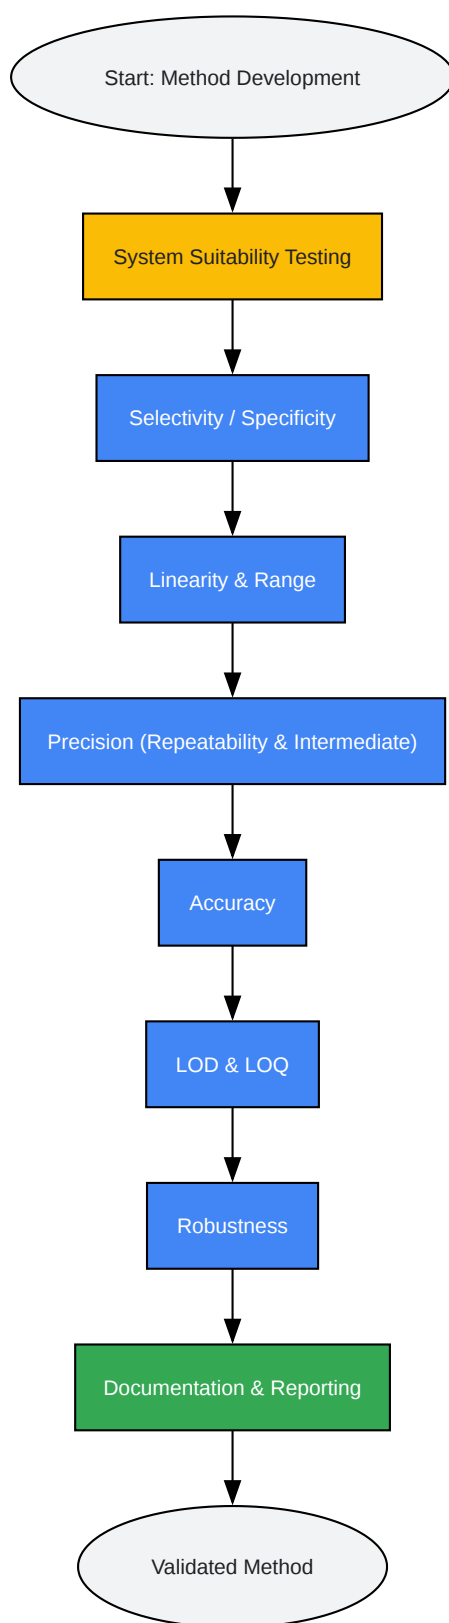 Start: Method Development
System Suitability Testing
Selectivity / Specificity
Linearity & Range
Precision (Repeatability & Intermediate)
Accuracy
LOD & LOQ
Robustness
Documentation & Reporting
Validated Method